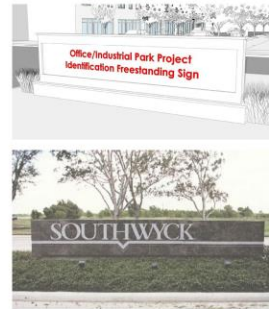 Office/Industrial Park Project
Identification Freestanding Sign
SOUTHWYCK